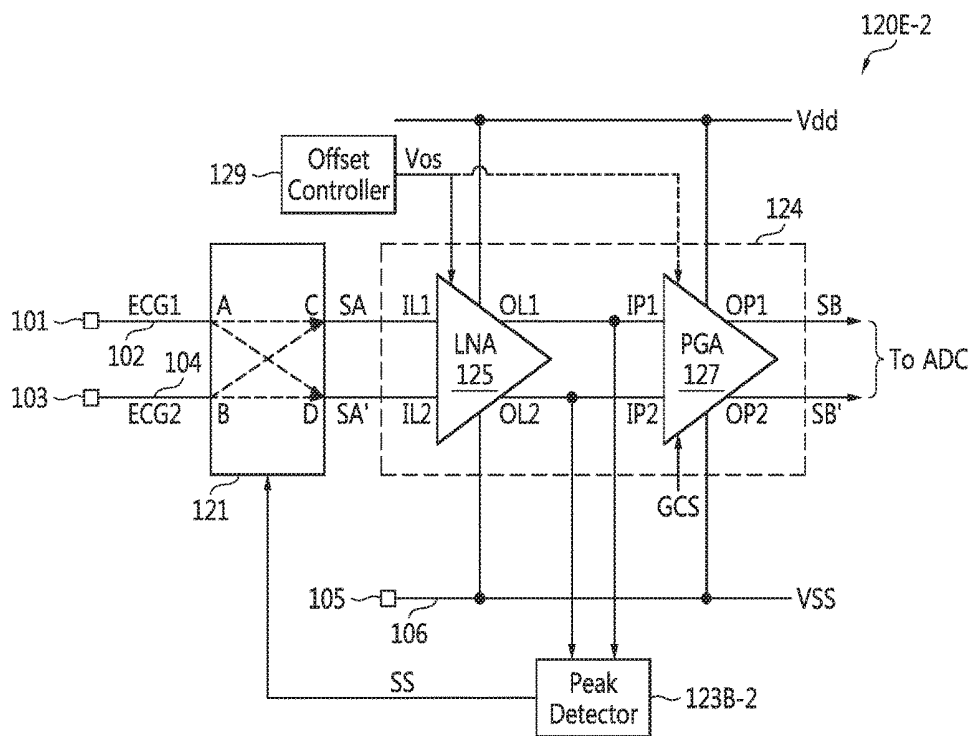 120E-2
Vdd
129
Offset
Controller
Vos
124
101
ECG1
102
A
C
SA
IL1
OL1
IP1
OP1
SB
LNA
125
PGA
127
To ADC
103
104
ECG2
B
D
SA'
IL2
OL2
IP2
OP2
SB'
121
GCS
105
106
VSS
SS
Peak
Detector
123B-2